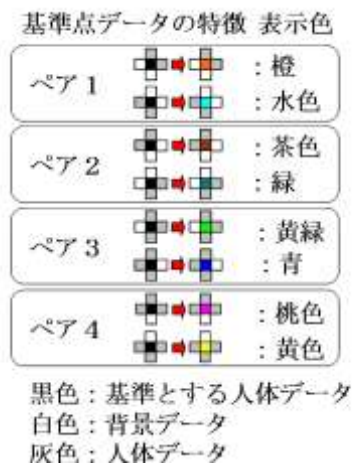 基準点データの特徴 表示色
ペア1
：橙
：水色
ペア2
：茶色
：緑
ペア3
：黄緑
：青
ペア4
：桃色
：黄色
黒色：基準とする人体データ
白色：背景データ
灰色：人体データ